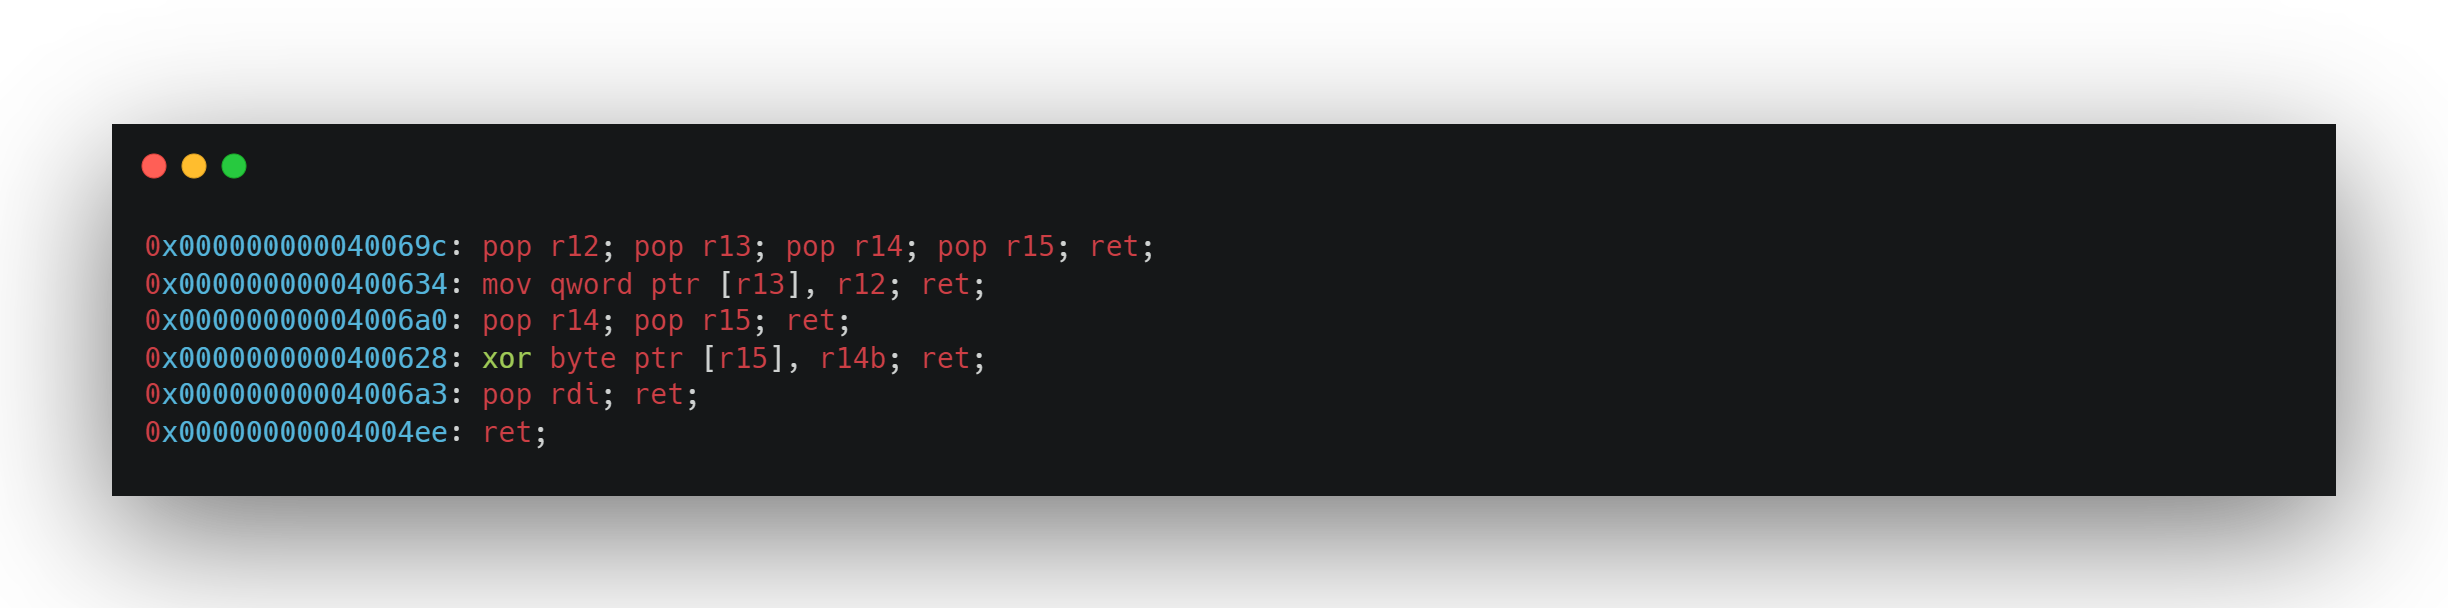 0x000000000040069c: pop r12; pop r13; pop r14; pop r15; ret;
0x0000000000400634: mov qword ptr [r13], r12; ret;
0x00000000004006a0: pop r14; pop r15; ret;
0x0000000000400628: xor byte ptr [r15], r14b; ret;
0x00000000004006a3: pop rdi; ret;
0x00000000004004ee: ret;